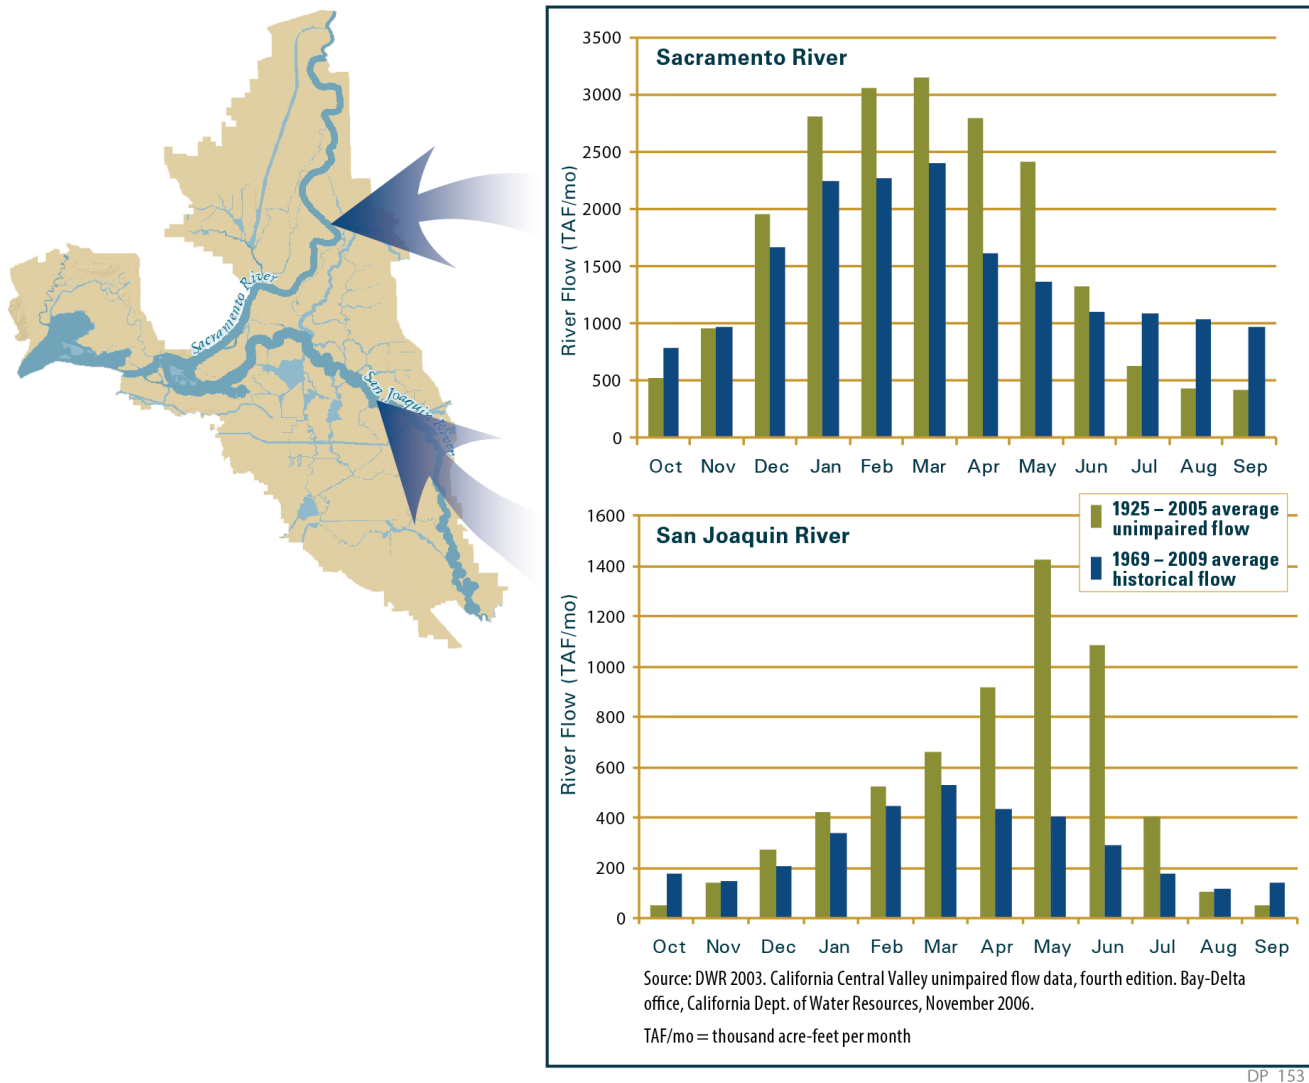 Sacramento River
San Joaquin River
Sacramento River
River Flow (TAF/mo)
3500
3000
2500
2000
1500
1000
500
0
Oct Nov Dec Jan Feb Mar Apr May Jun Jul Aug Sep
1925 – 2005 average
unimpaired flow
1969 – 2009 average
historical flow
San Joaquin River
River Flow (TAF/mo)
1600
1400
1200
1000
800
600
400
200
0
Oct Nov Dec Jan Feb Mar Apr May Jun Jul Aug Sep
Source: DWR 2003. California Central Valley unimpaired flow data, fourth edition. Bay-Delta
office, California Dept. of Water Resources, November 2006.
TAF/mo = thousand acre-feet per month
DP 153